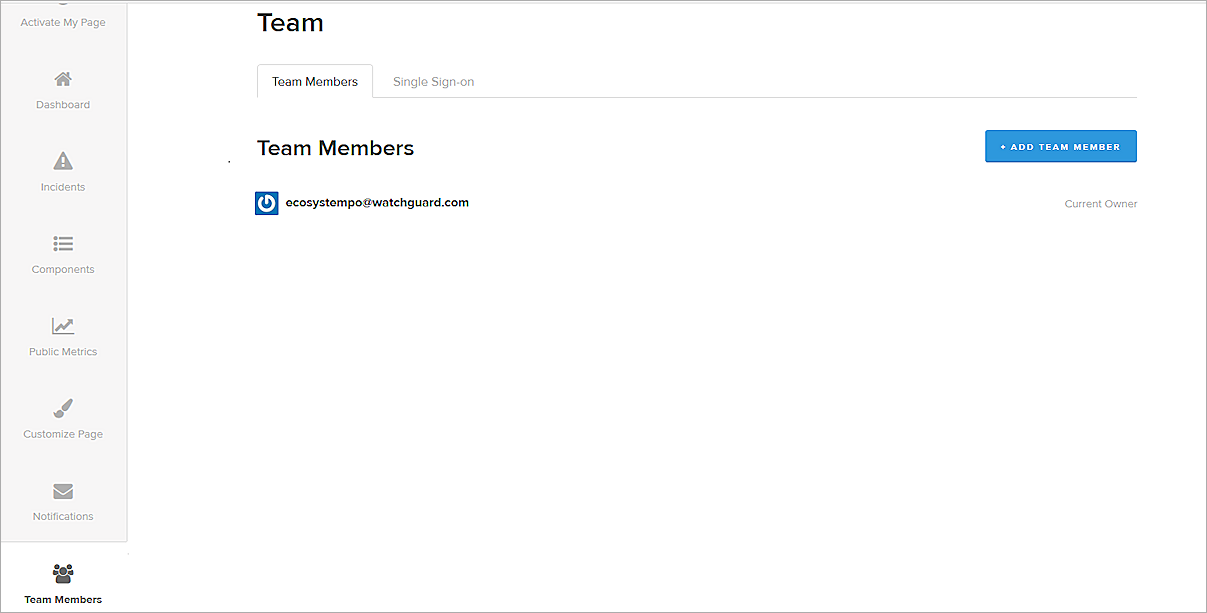 Activate My Page
Dashboard
Incidents
Components
Public Metrics
Customize Page
Notifications
Team Members
Team
Team Members
Single Sign-on
Team Members
+ ADD TEAM MEMBER
ecosystempo@watchguard.com
Current Owner